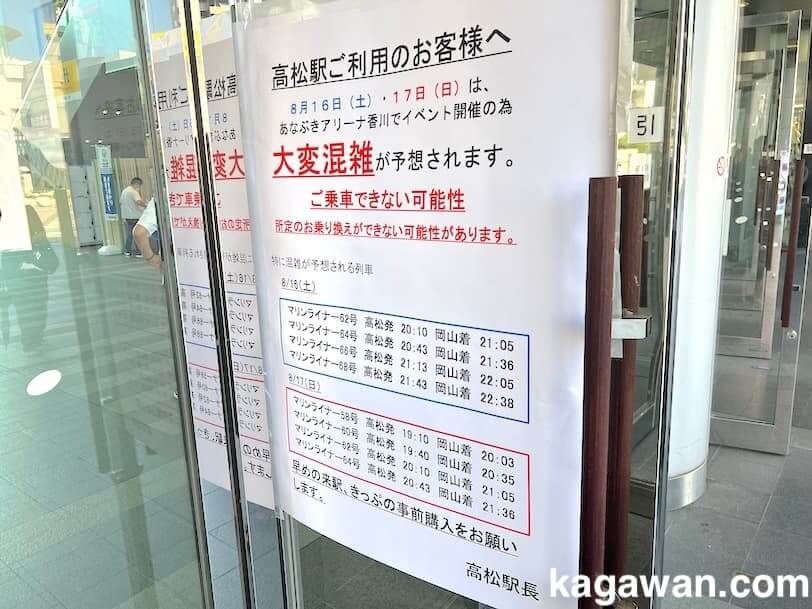 高松駅ご利用のお客様へ
8月16日(土)・17日(日)は、
あなぶきアリーナ香川でイベント開催の為
大変混雑が予想されます。
ご乗車できない可能性
所定のお乗り換えができない可能性があります。
特に混雑が予想される列車
8/16(土)
マリンライナー62号 高松発 20:10 岡山着 21:05
マリンライナー64号 高松発 20:43 岡山着 21:36
マリンライナー66号 高松発 21:13 岡山着 22:05
マリンライナー68号 高松発 21:43 岡山着 22:38
8/17(日)
マリンライナー58号 高松発 19:10 岡山着 20:03
マリンライナー60号 高松発 19:40 岡山着 20:35
マリンライナー62号 高松発 20:10 岡山着 21:05
マリンライナー64号 高松発 20:43 岡山着 21:36
早めの来駅、きっぷの事前購入をお願い
します。
高松駅長
引
kagawan.com